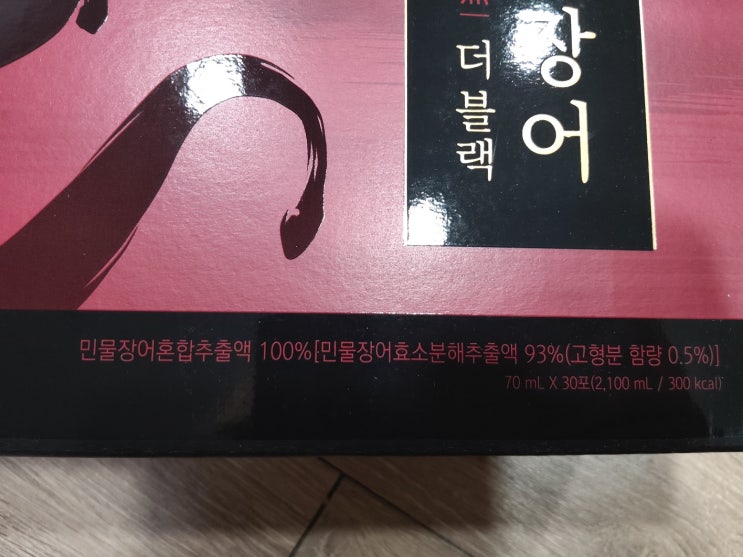 장어
더블랙
민물장어혼합추출액 100%[민물장어효소분해추출액 93%(고형분 함량 0.5%)]
70 mL X 30포(2,100 mL / 300 kcal)